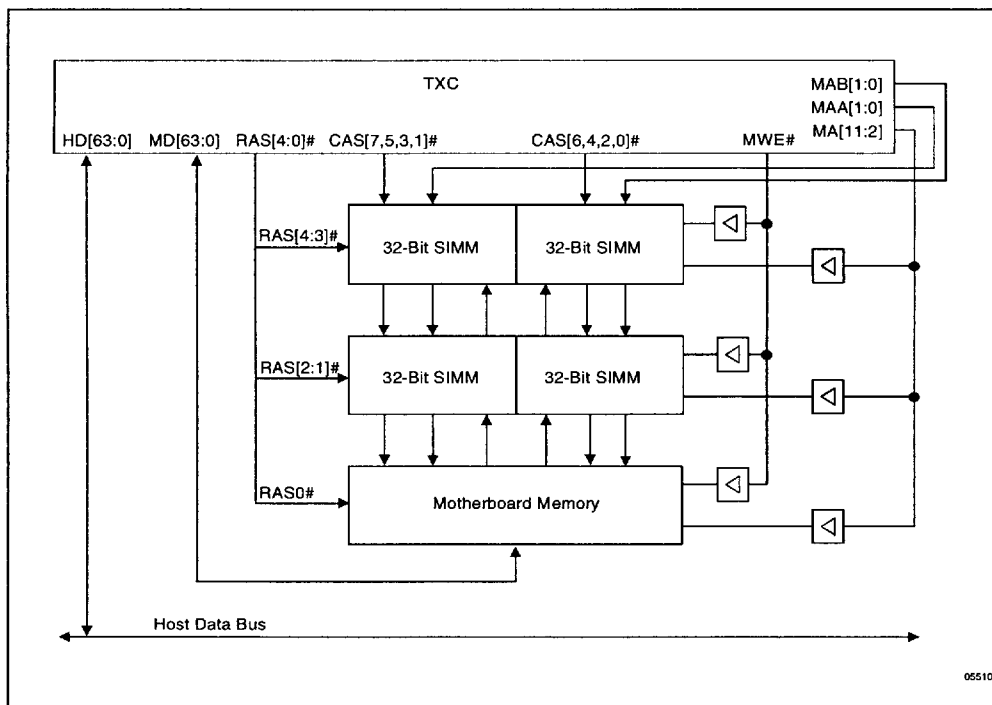 TXC
MAB[1:0]
MAA[1:0]
MA[11:2]
HD[63:0] MD[63:0] RAS[4:0]# CAS[7,5,3,1]# CAS[6,4,2,0]# MWE#
RAS[4:3]#
32-Bit SIMM 32-Bit SIMM
RAS[2:1]#
32-Bit SIMM 32-Bit SIMM
RAS0#
Motherboard Memory
Host Data Bus
05510